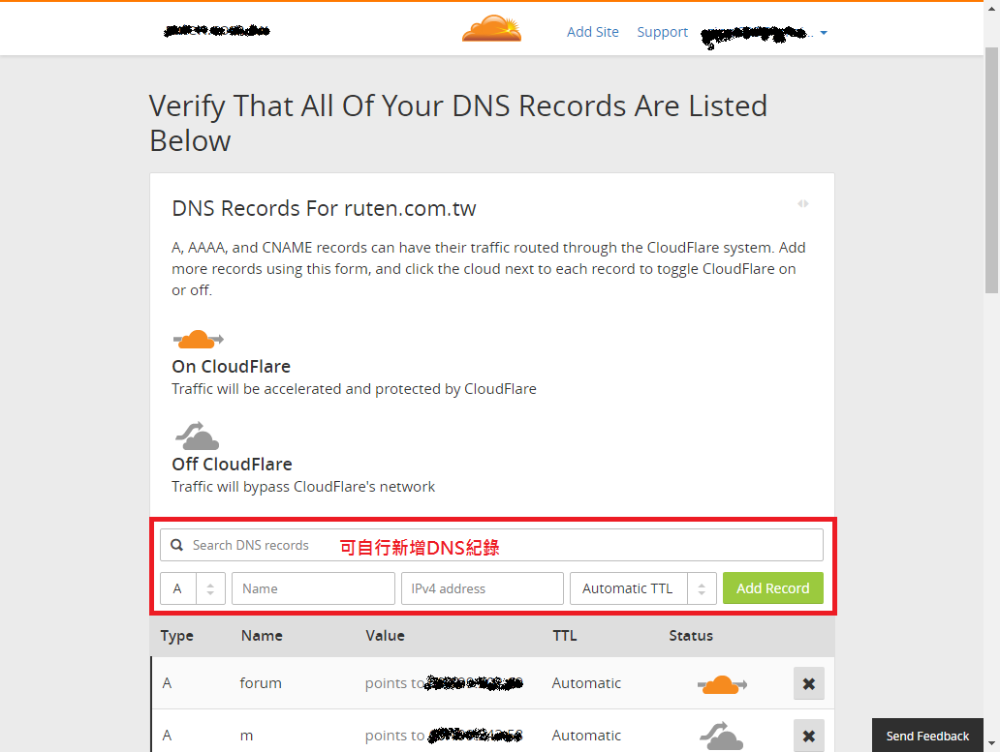 Add Site Support
Verify That All Of Your DNS Records Are Listed
Below
DNS Records For ruten.com.tw
A, AAAA, and CNAME records can have their traffic routed through the CloudFlare system. Add
more records using this form, and click the cloud next to each record to toggle CloudFlare on
or off.
On CloudFlare
Traffic will be accelerated and protected by CloudFlare
Off CloudFlare
Traffic will bypass CloudFlare's network
Search DNS records 可自行新增DNS紀錄
A Name IPv4 address Automatic TTL Add Record
Type Name Value TTL Status
A forum points to Automatic
A m points to Automatic
Send Feedback